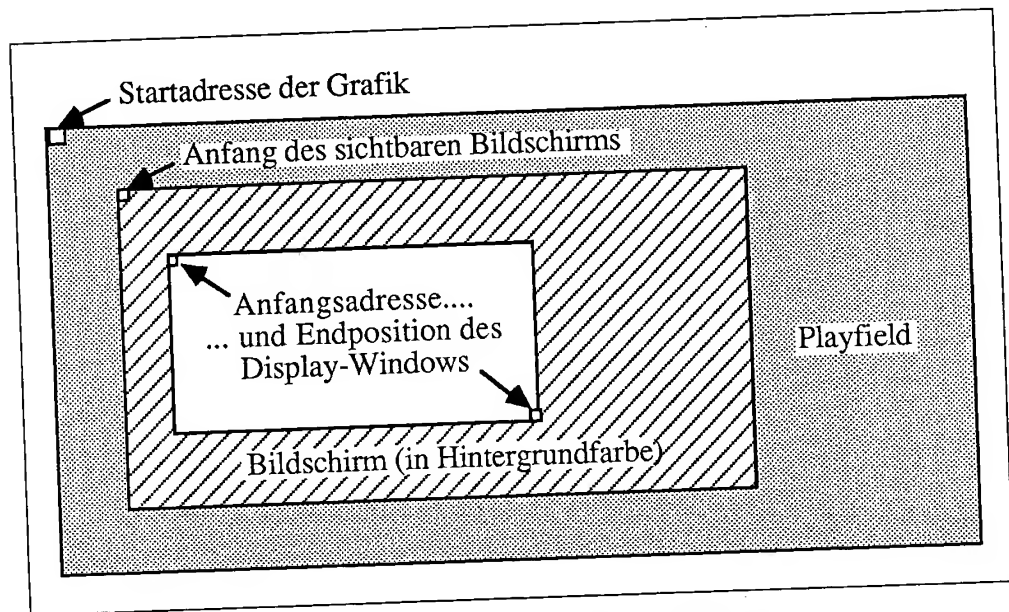 Startadresse der Grafik
Anfang des sichtbaren Bildschirms
Anfangsadresse....
... und Endposition des
Display-Windows
Playfield
Bildschirm (in Hintergrundfarbe)